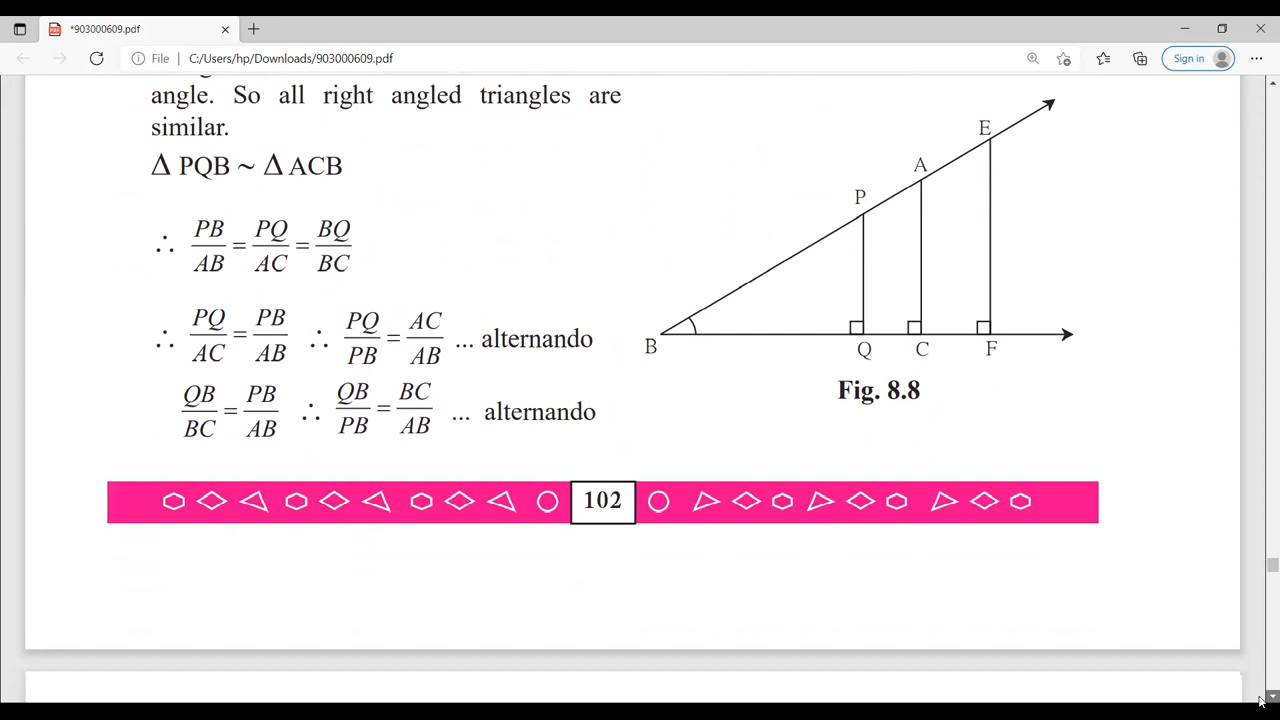 *903000609.pdf
File C:/Users/hp/Downloads/903000609.pdf Sign in
angle. So all right angled triangles are
similar.
Δ PQB ~ Δ ACB
∴ PB/AB = PQ/AC = BQ/BC
∴ PQ/AC = PB/AB ∴ PQ/PB = AC/AB ... alternando
QB/BC = PB/AB ∴ QB/PB = BC/AB ... alternando
E
A
P
B Q C F
Fig. 8.8
102